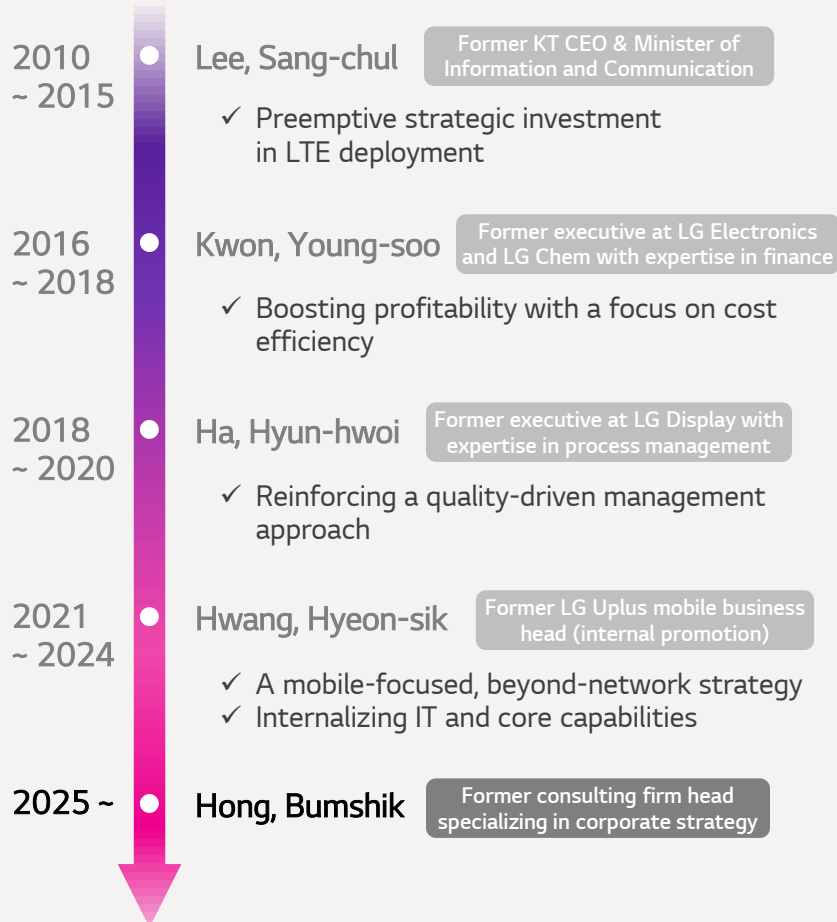 2010
~ 2015
Lee, Sang-chul
Former KT CEO & Minister of
Information and Communication
✓ Preemptive strategic investment
in LTE deployment
2016
~ 2018
Kwon, Young-soo
Former executive at LG Electronics
and LG Chem with expertise in finance
✓ Boosting profitability with a focus on cost
efficiency
2018
~ 2020
Ha, Hyun-hwoi
Former executive at LG Display with
expertise in process management
✓ Reinforcing a quality-driven management
approach
2021
~ 2024
Hwang, Hyeon-sik
Former LG Uplus mobile business
head (internal promotion)
✓ A mobile-focused, beyond-network strategy
✓ Internalizing IT and core capabilities
2025 ~
Hong, Bumshik
Former consulting firm head
specializing in corporate strategy